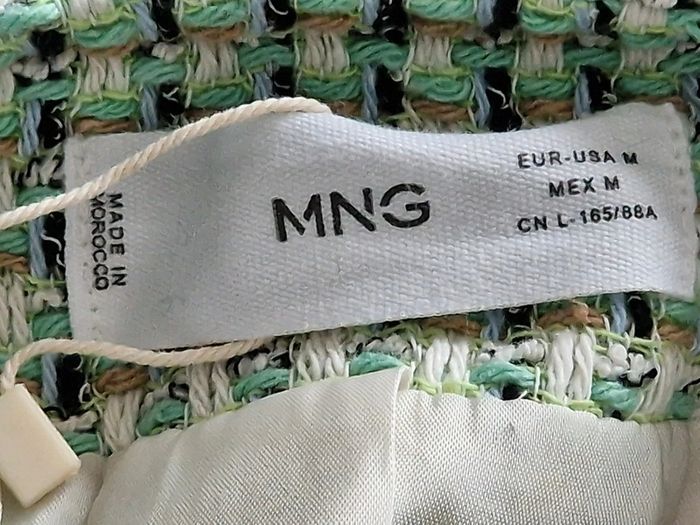 MADE IN
MOROCCO
MNG
EUR-USA M
MEX M
CN L-165/88A